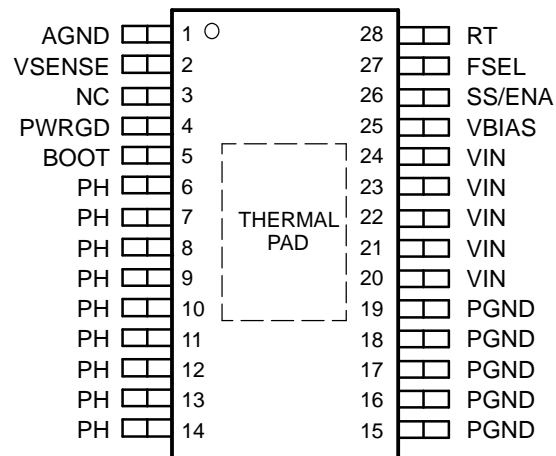 AGND 1 28 RT
VSENSE 2 27 FSEL
NC 3 26 SS/ENA
PWRGD 4 25 VBIAS
BOOT 5 24 VIN
PH 6 23 VIN
PH 7 THERMAL 22 VIN
PH 8 PAD 21 VIN
PH 9 20 VIN
PH 10 19 PGND
PH 11 18 PGND
PH 12 17 PGND
PH 13 16 PGND
PH 14 15 PGND